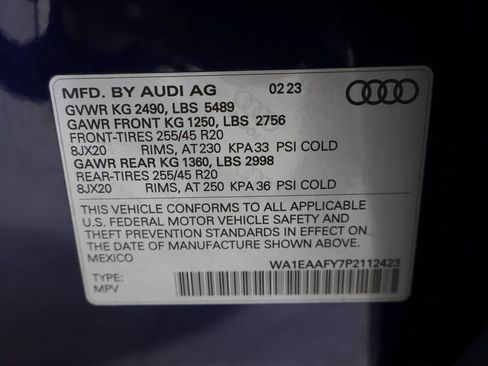 MFD. BY AUDI AG 02 23
GVWR KG 2490, LBS 5489
GAWR FRONT KG 1250, LBS 2756
FRONT-TIRES 255/45 R20
8JX20 RIMS, AT 230 KPA 33 PSI COLD
GAWR REAR KG 1360, LBS 2998
REAR-TIRES 255/45 R20
8JX20 RIMS, AT 250 KPA 36 PSI COLD
THIS VEHICLE CONFORMS TO ALL APPLICABLE
U.S. FEDERAL MOTOR VEHICLE SAFETY AND
THEFT PREVENTION STANDARDS IN EFFECT ON
THE DATE OF MANUFACTURE SHOWN ABOVE.
MEXICO
WA1EAAFY7P2112423
TYPE:
MPV